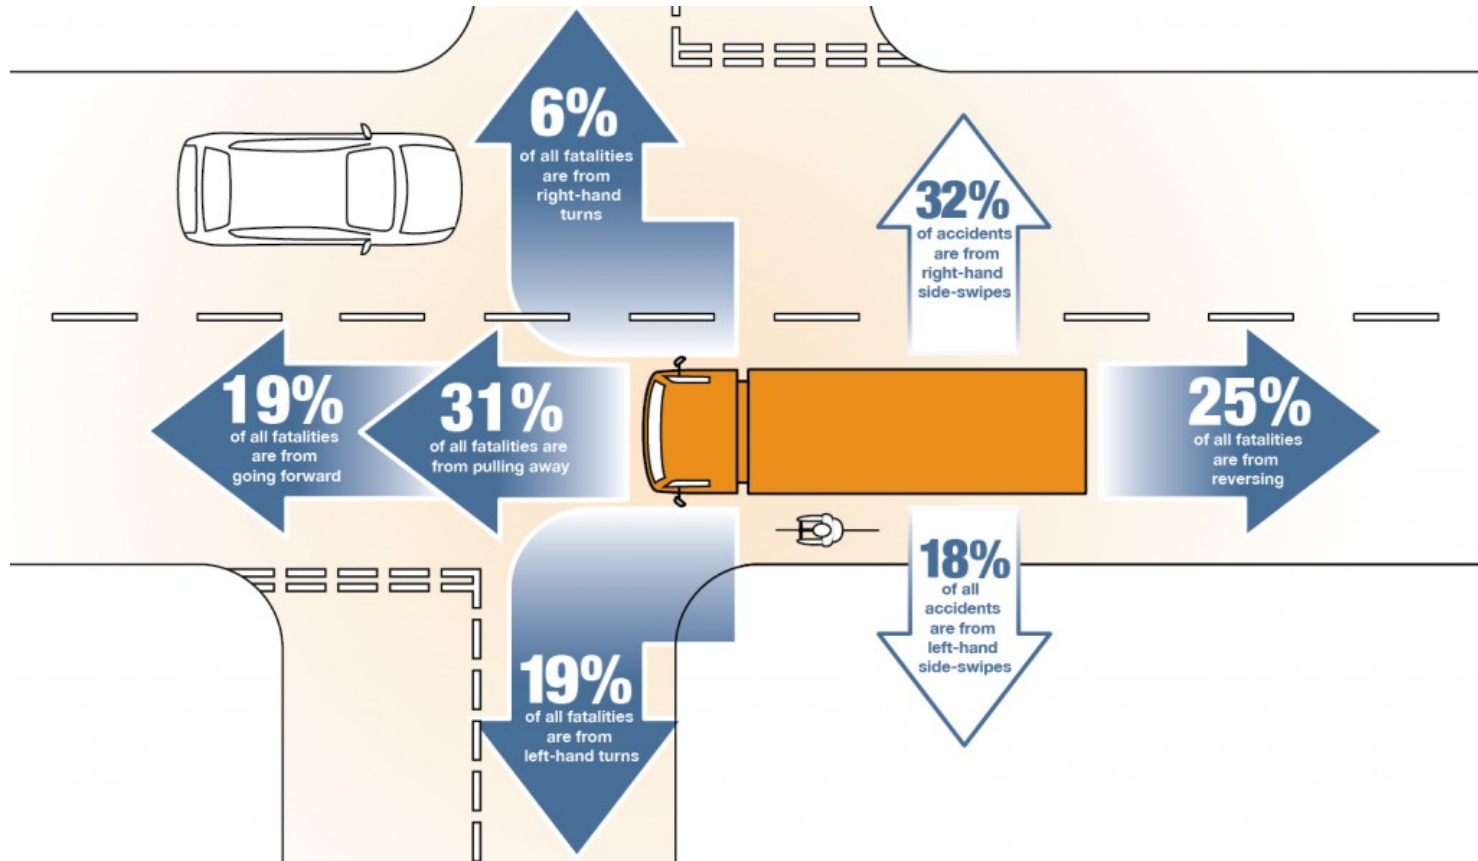 6%
of all fatalities
are from
right-hand
turns
32%
of accidents
are from
right-hand
side-swipes
19%
of all fatalities
are from
going forward
31%
of all fatalities are
from pulling away
25%
of all fatalities
are from
reversing
18%
of all
accidents
are from
left-hand
side-swipes
19%
of all fatalities
are from
left-hand turns